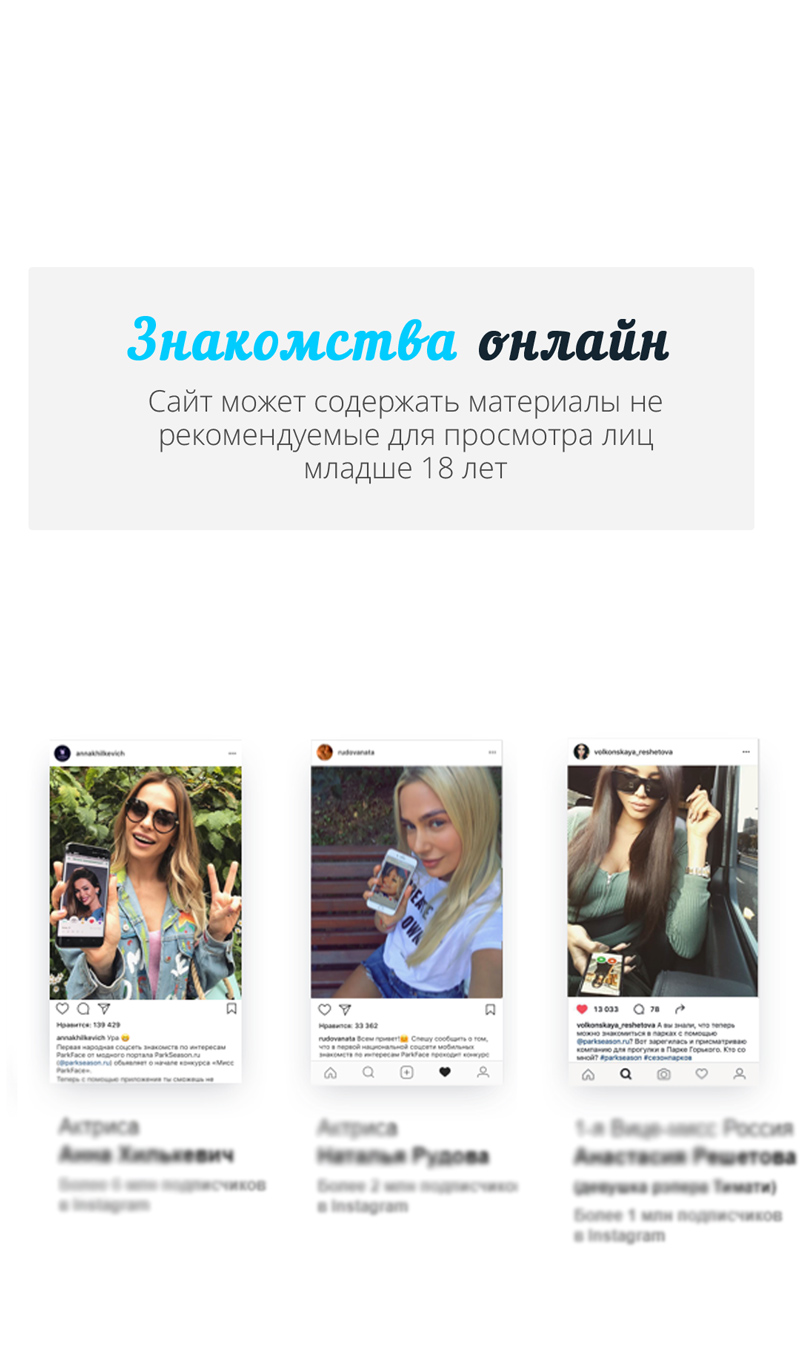 Знакомства онлайн
Сайт может содержать материалы не
рекомендуемые для просмотра лиц
младше 18 лет
annakhilkevich
Нравится: 139 429
annakhilkevich Ура
Первая народная соцсеть знакомств по интересам
ParkFace от модного портала ParkSeason.ru
(@parkseason.ru) объявляет о начале конкурса «Мисс
ParkFace».
Теперь с помощью приложения ты сможешь не
rudovanata
Нравится: 33 362
rudovanata Всем привет! Спешу сообщить о том,
что в первой национальной соцсети мобильных
знакомств по интересам ParkFace проходит конкурс
volkonskaya_reshetova
13 033 78
volkonskaya_reshetova А вы знали, что теперь
можно знакомиться в парках с помощью
@parkseason.ru? Вот зарегилась и присматриваю
компанию для прогулки в Парке Горького. Кто со
мной? #parkseason #сезонпарков
Актриса
Анна Хилькевич
Более 6 млн подписчиков
в Instagram
Актриса
Наталья Рудова
Более 2 млн подписчико
в Instagram
1-я Вице-мисс Россия
Анастасия Решетова
(девушка рэпера Тимати)
Более 1 млн подписчиков
в Instagram